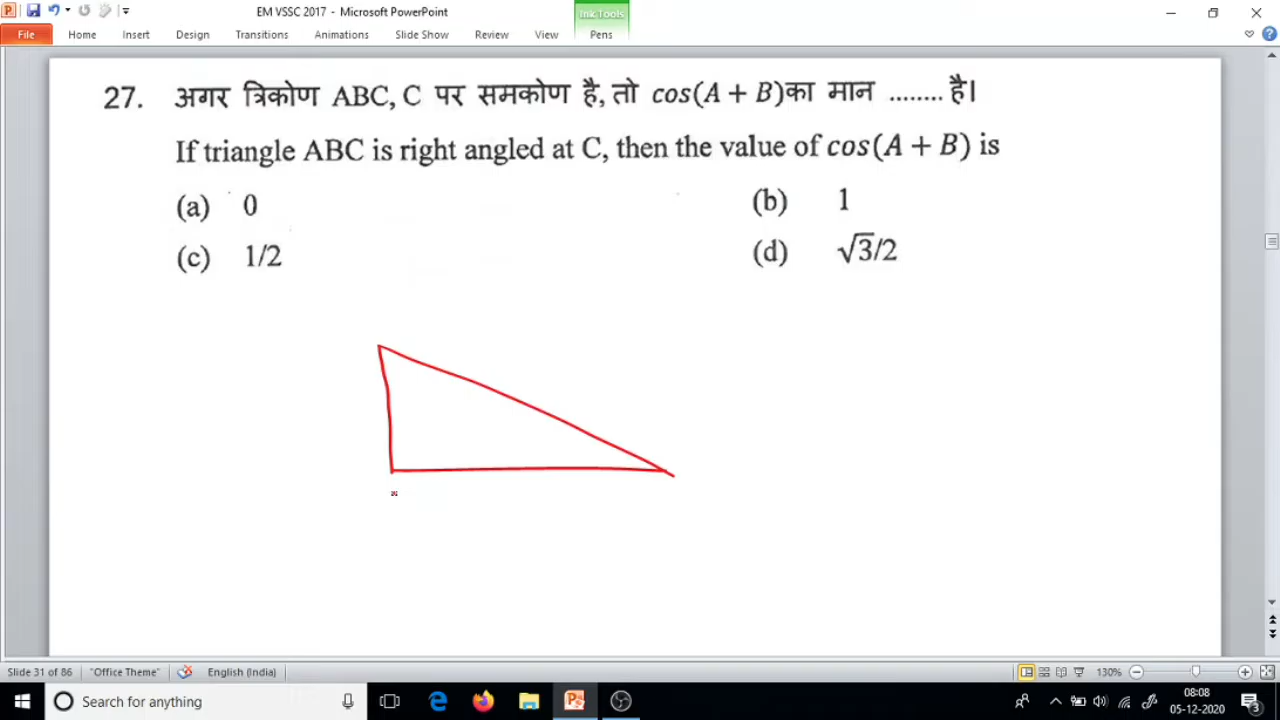 EM VSSC 2017 - Microsoft PowerPoint
Ink Tools
File Home Insert Design Transitions Animations Slide Show Review View Pens
27. अगर त्रिकोण ABC, C पर समकोण है, तो cos(A + B)का मान ........ है।
If triangle ABC is right angled at C, then the value of cos(A + B) is
(a) 0 (b) 1
(c) 1/2 (d) √3/2
Slide 31 of 86 "Office Theme" English (India) 130%
Search for anything
08:08
05-12-2020
3